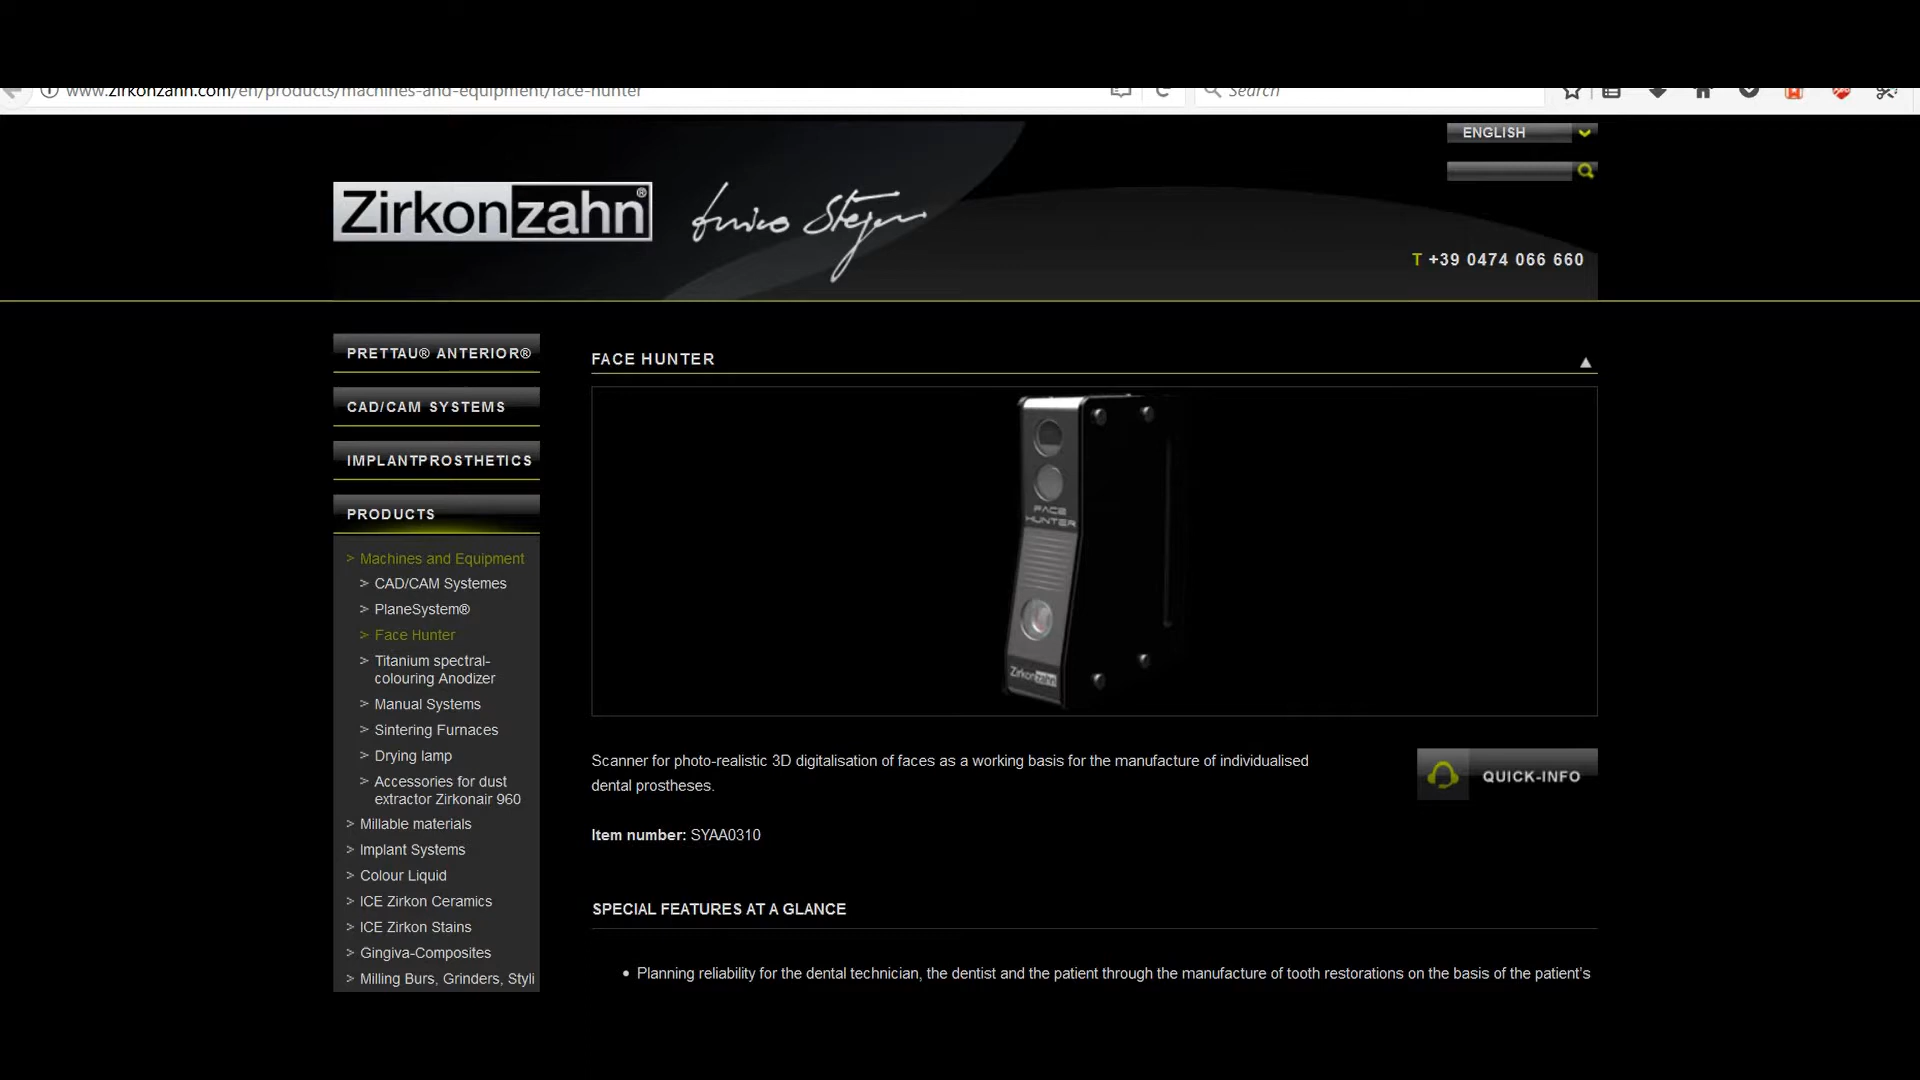 www.zirkonzahn.com/en/products/machines-and-equipment/face-hunter
Search
ENGLISH
Zirkonzahn®
T +39 0474 066 660
PRETTAU® ANTERIOR®
CAD/CAM SYSTEMS
IMPLANTPROSTHETICS
PRODUCTS
> Machines and Equipment
> CAD/CAM Systemes
> PlaneSystem®
> Face Hunter
> Titanium spectral-
colouring Anodizer
> Manual Systems
> Sintering Furnaces
> Drying lamp
> Accessories for dust
extractor Zirkonair 960
> Millable materials
> Implant Systems
> Colour Liquid
> ICE Zirkon Ceramics
> ICE Zirkon Stains
> Gingiva-Composites
> Milling Burs, Grinders, Styli
FACE HUNTER
FACE
HUNTER
Zirkonzahn
Scanner for photo-realistic 3D digitalisation of faces as a working basis for the manufacture of individualised
dental prostheses.
QUICK-INFO
Item number: SYAA0310
SPECIAL FEATURES AT A GLANCE
• Planning reliability for the dental technician, the dentist and the patient through the manufacture of tooth restorations on the basis of the patient’s